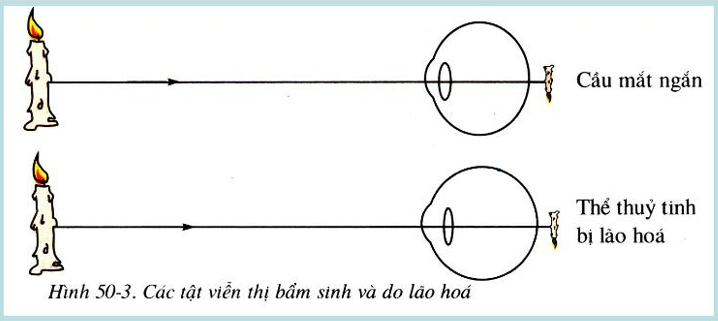 Cầu mắt ngắn
Thể thuỷ tinh
bị lão hoá
Hình 50-3. Các tật viễn thị bẩm sinh và do lão hoá